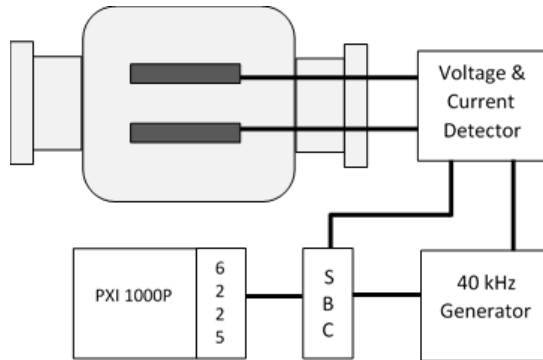 Voltage &
Current
Detector
PXI 1000P
6
2
2
5
S
B
C
40 kHz
Generator